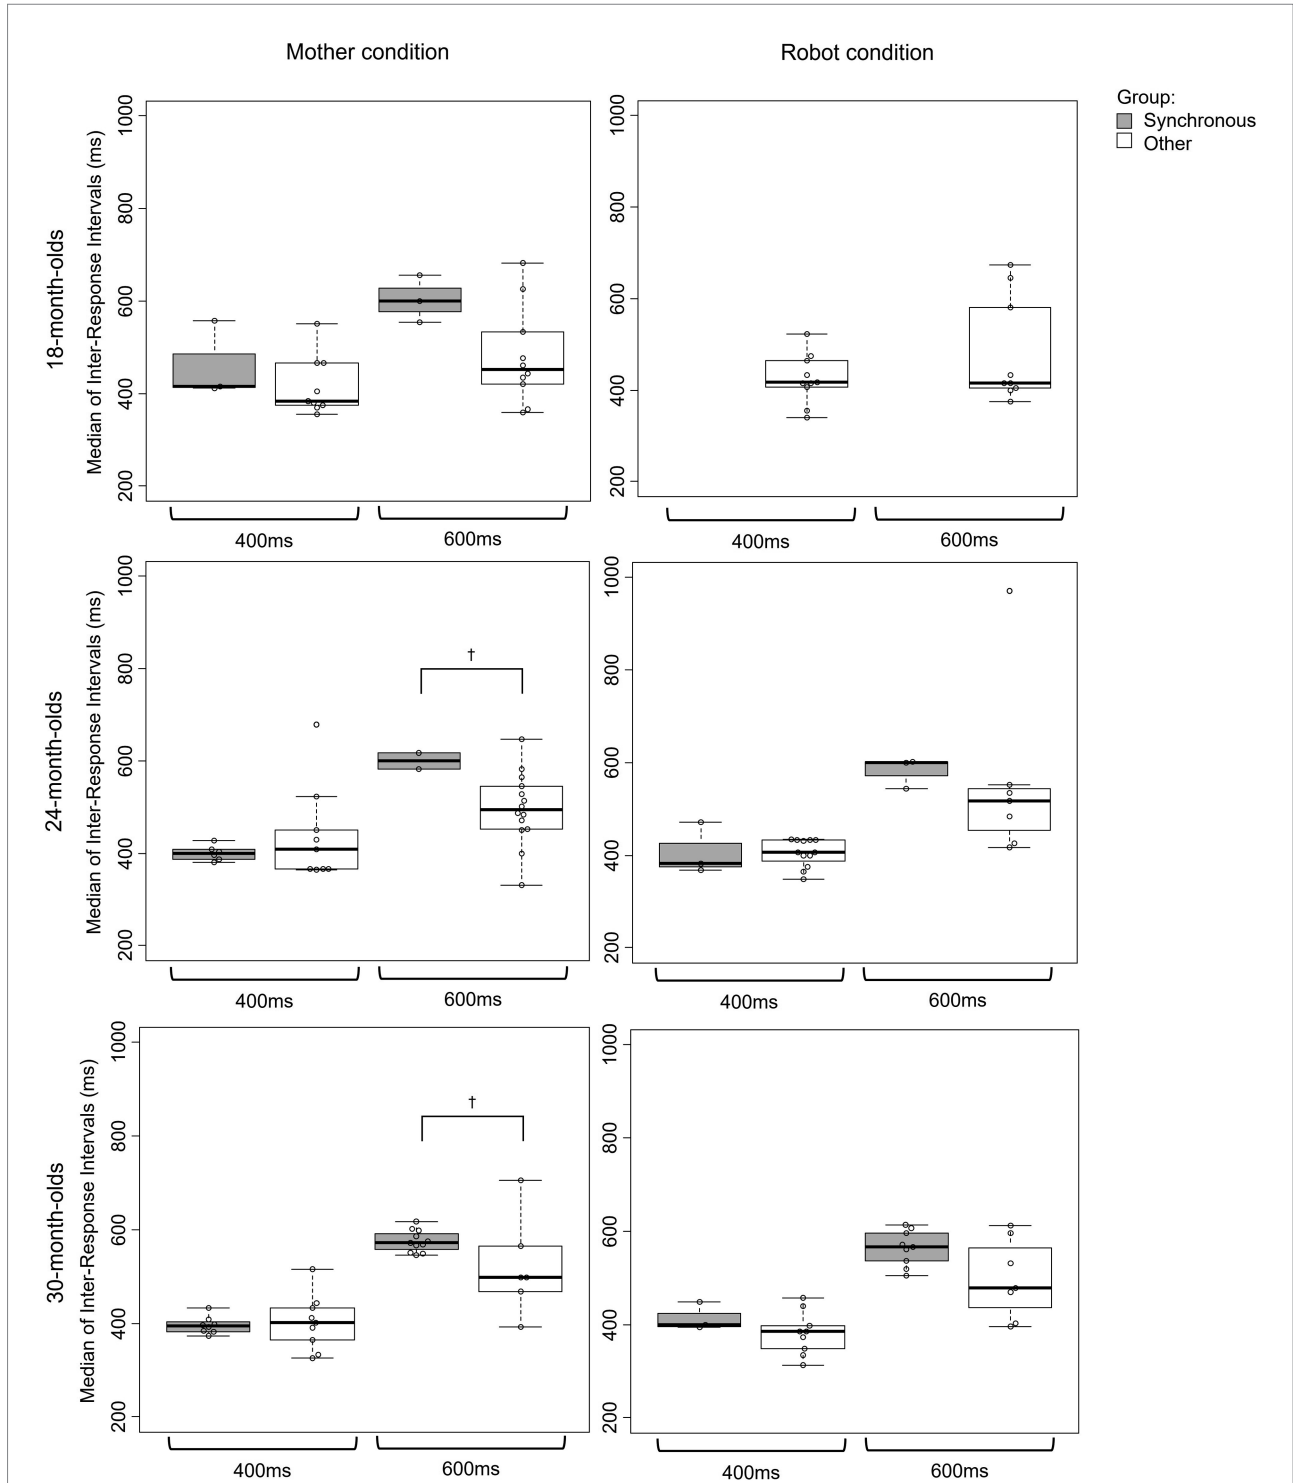 Mother condition
Robot condition
Group:
Synchronous
Other
18-month-olds
Median of Inter-Response Intervals (ms)
1000
800
600
400
200
400ms
600ms
1000
800
600
400
200
400ms
600ms
24-month-olds
Median of Inter-Response Intervals (ms)
1000
800
600
400
200
†
400ms
600ms
1000
800
600
400
200
400ms
600ms
30-month-olds
Median of Inter-Response Intervals (ms)
1000
800
600
400
200
†
400ms
600ms
1000
800
600
400
200
400ms
600ms